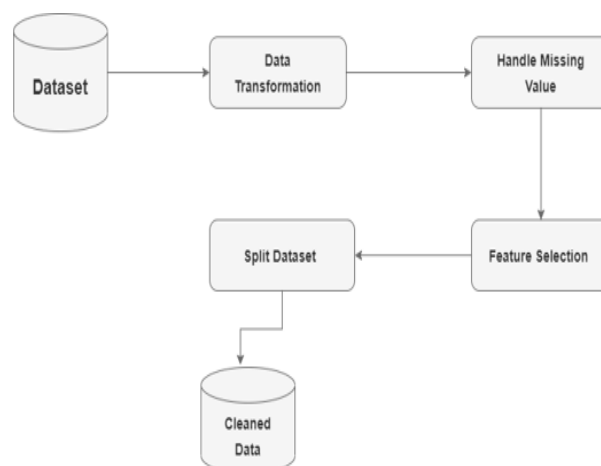 Dataset
Data
Transformation
Handle Missing
Value
Feature Selection
Split Dataset
Cleaned
Data